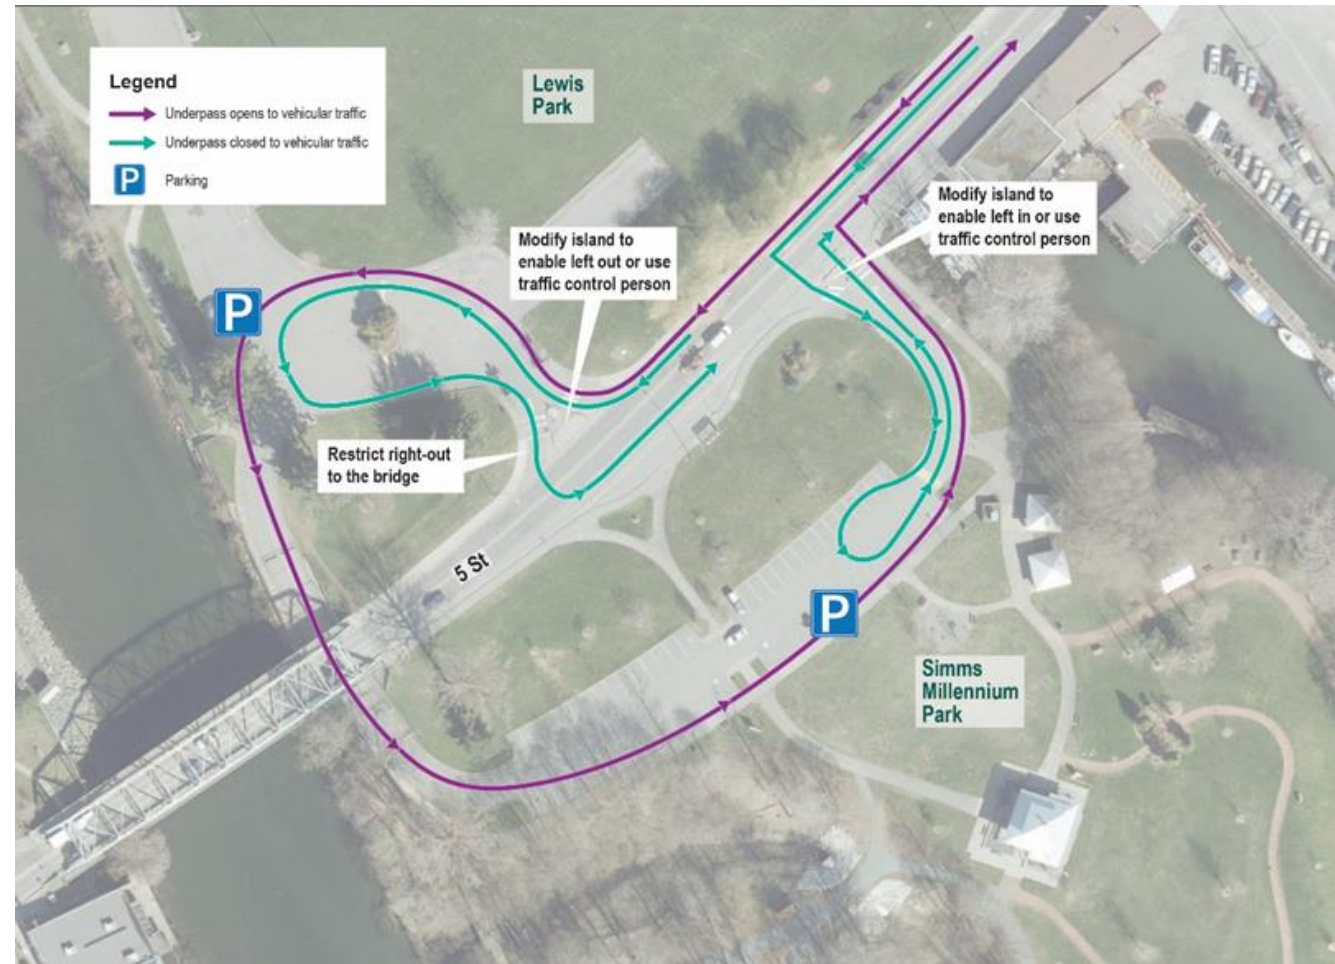 Legend
Underpass opens to vehicular traffic
Underpass closed to vehicular traffic
P
Parking
Lewis
Park
Modify island to
enable left in or use
traffic control person
Modify island to
enable left out or use
traffic control person
P
Restrict right-out
to the bridge
5 St
P
Simms
Millennium
Park